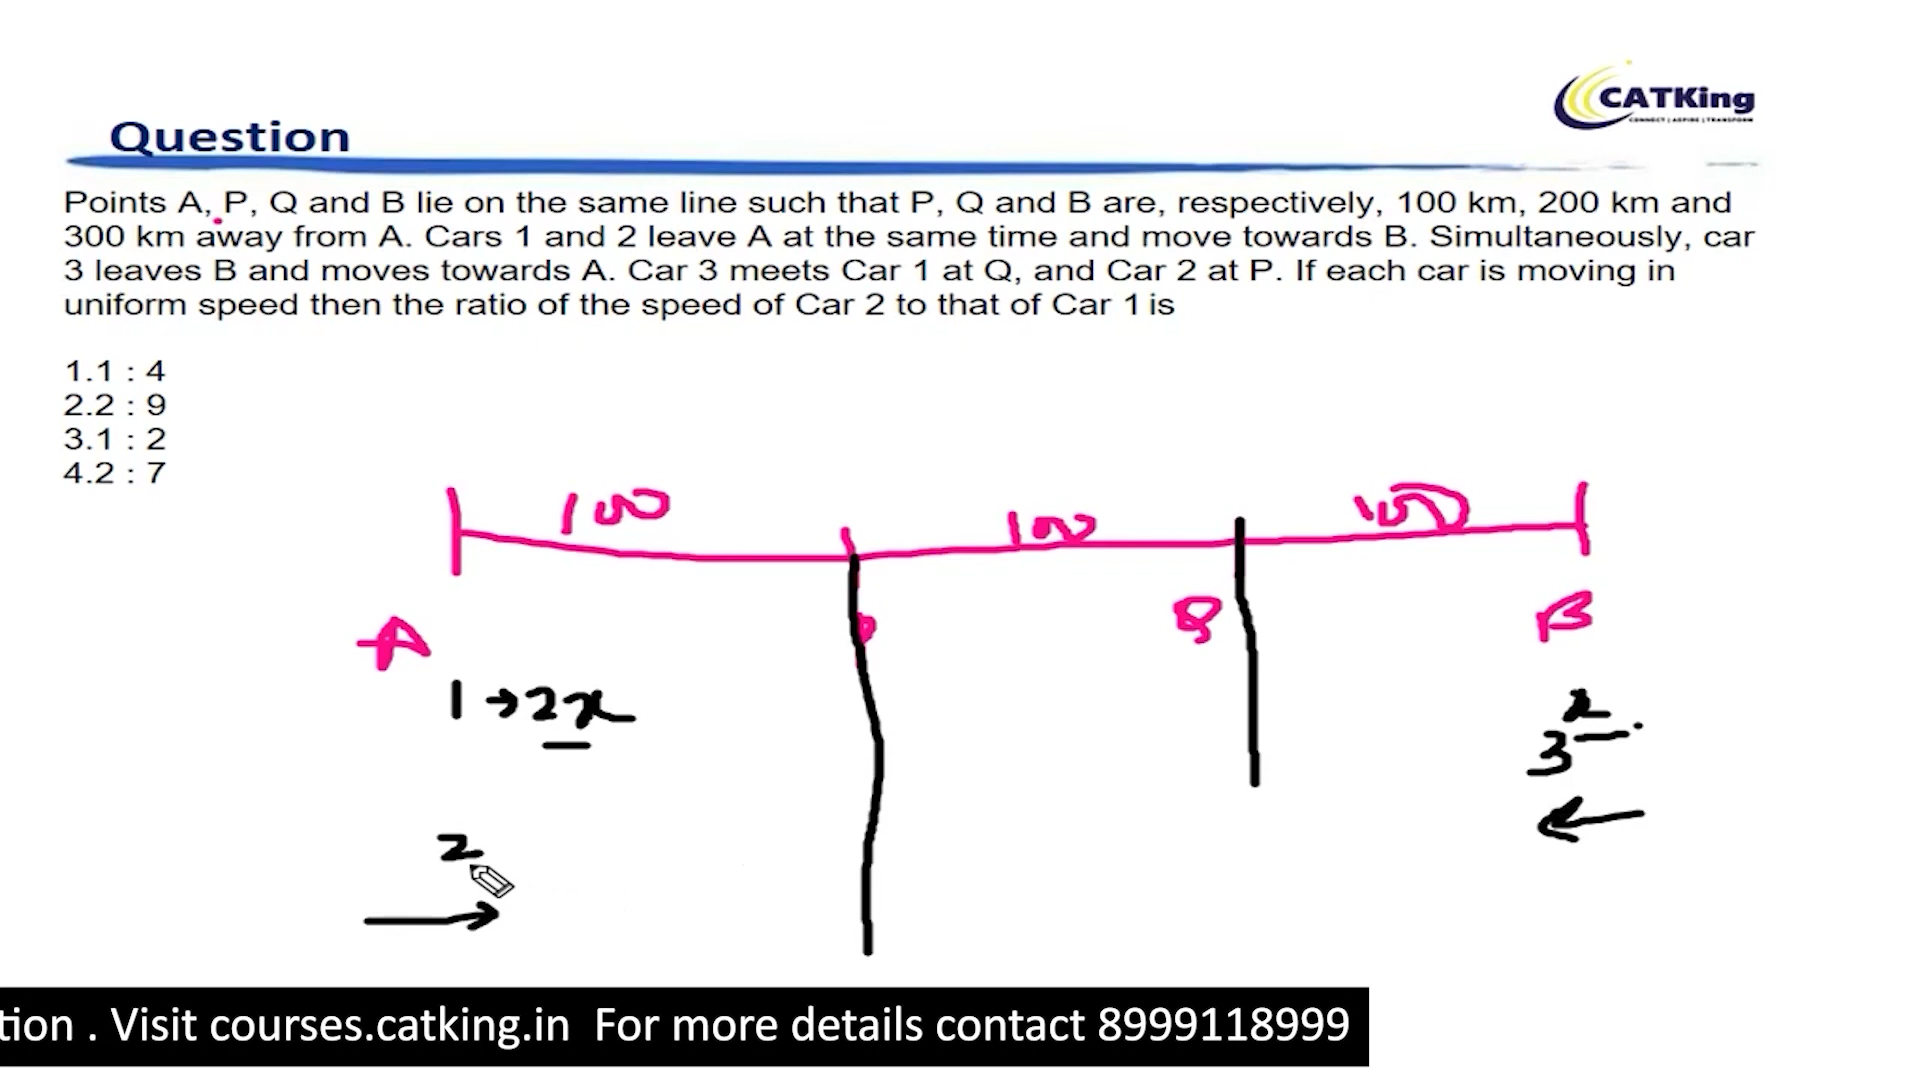 CATKing
CONNECT | ASPIRE | TRANSFORM
Question
Points A, P, Q and B lie on the same line such that P, Q and B are, respectively, 100 km, 200 km and
300 km away from A. Cars 1 and 2 leave A at the same time and move towards B. Simultaneously, car
3 leaves B and moves towards A. Car 3 meets Car 1 at Q, and Car 2 at P. If each car is moving in
uniform speed then the ratio of the speed of Car 2 to that of Car 1 is
1.1 : 4
2.2 : 9
3.1 : 2
4.2 : 7
100 100 100
A P Q B
1 → 2x
x
3
2
tion . Visit courses.catking.in For more details contact 8999118999